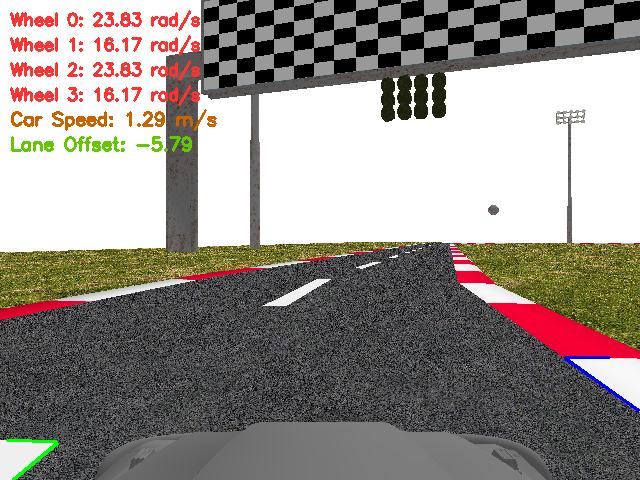 Wheel 0: 23.83 rad/s
Wheel 1: 16.17 rad/s
Wheel 2: 23.83 rad/s
Wheel 3: 16.17 rad/s
Car Speed: 1.29 m/s
Lane Offset: -5.79